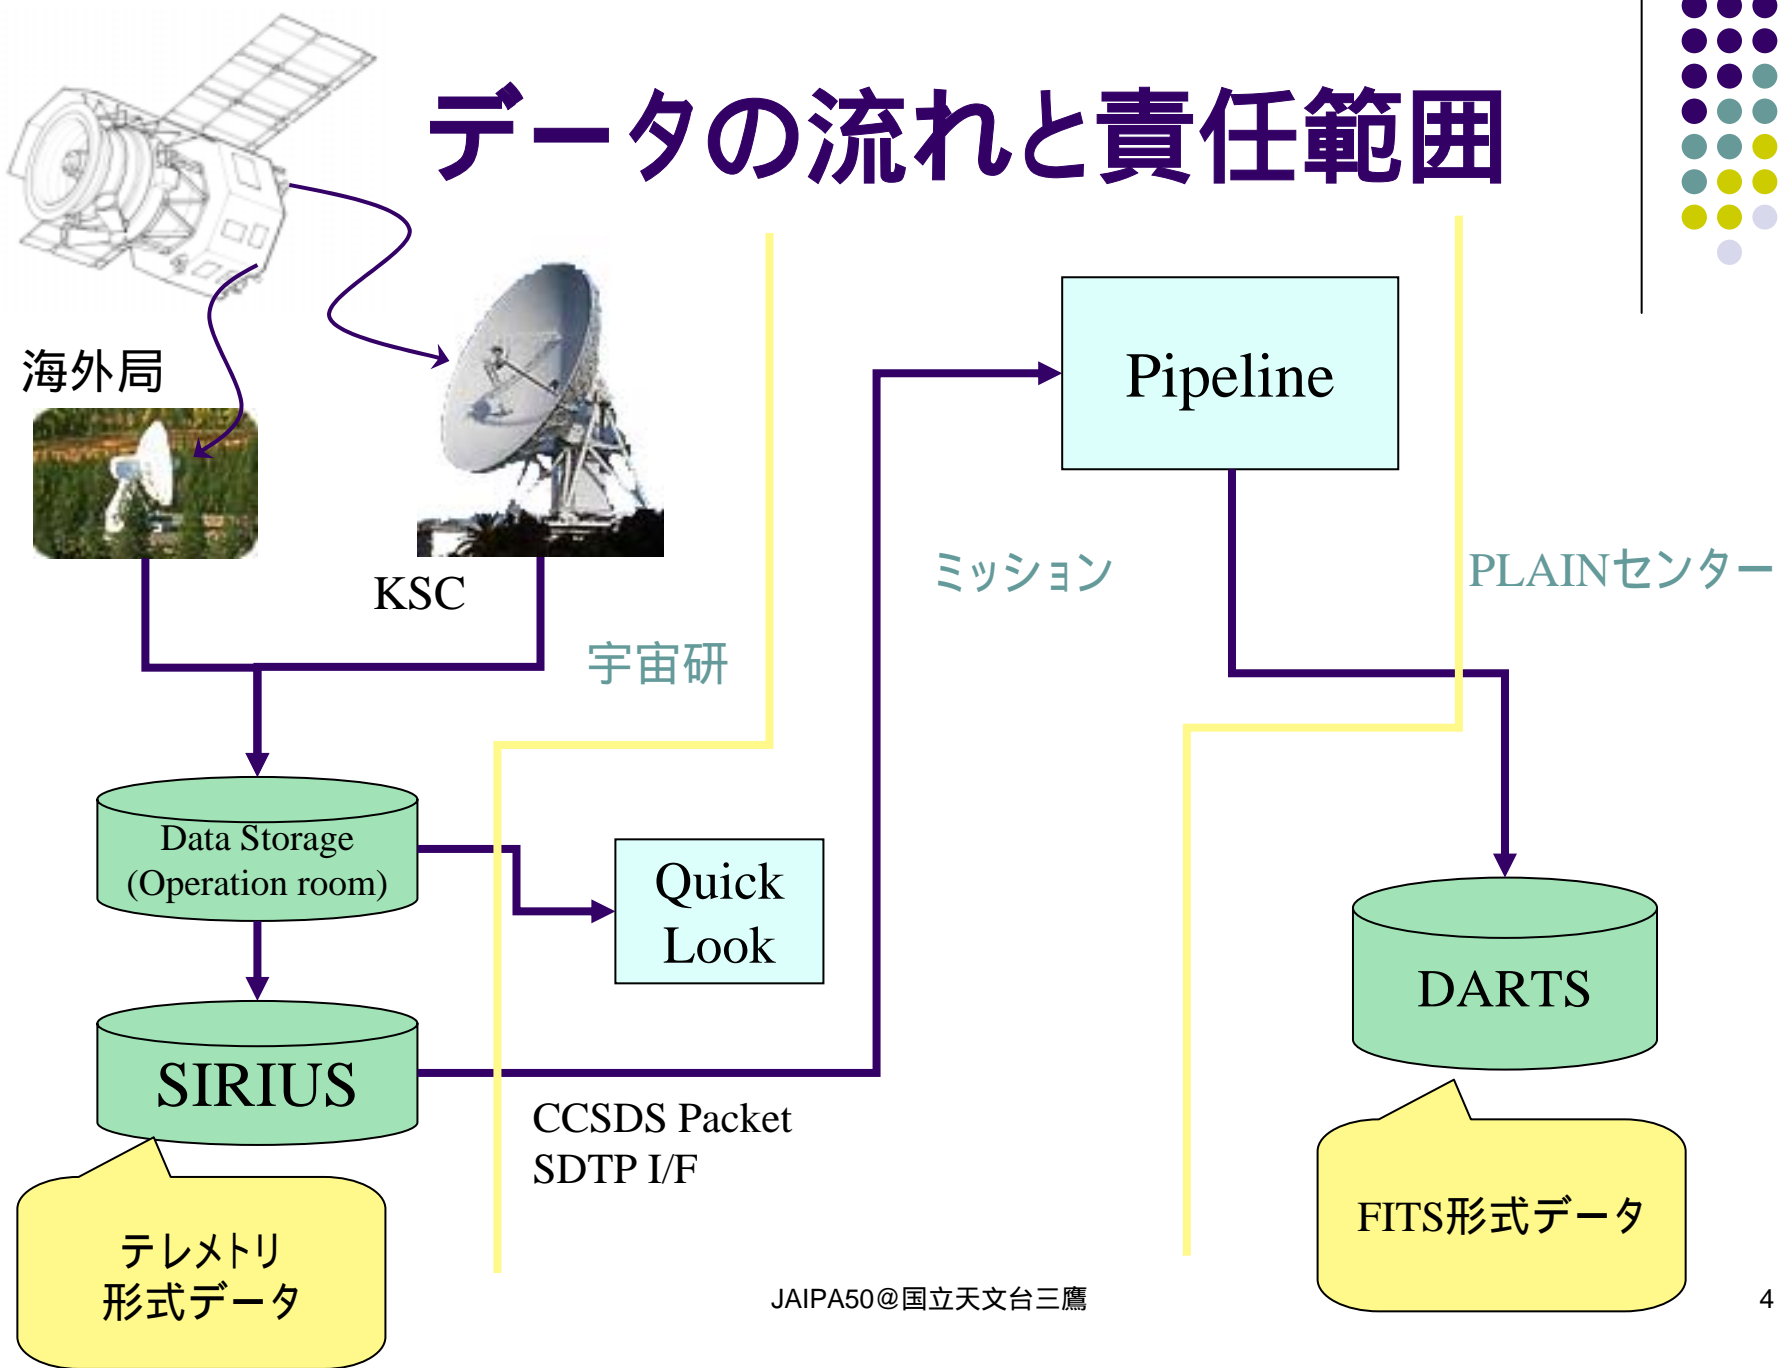 データの流れと責任範囲
海外局
KSC
宇宙研
ミッション
PLAINセンター
Pipeline
Data Storage
(Operation room)
Quick
Look
SIRIUS
CCSDS Packet
SDTP I/F
DARTS
テレメトリ
形式データ
FITS形式データ
JAIPA50@国立天文台三鷹
4